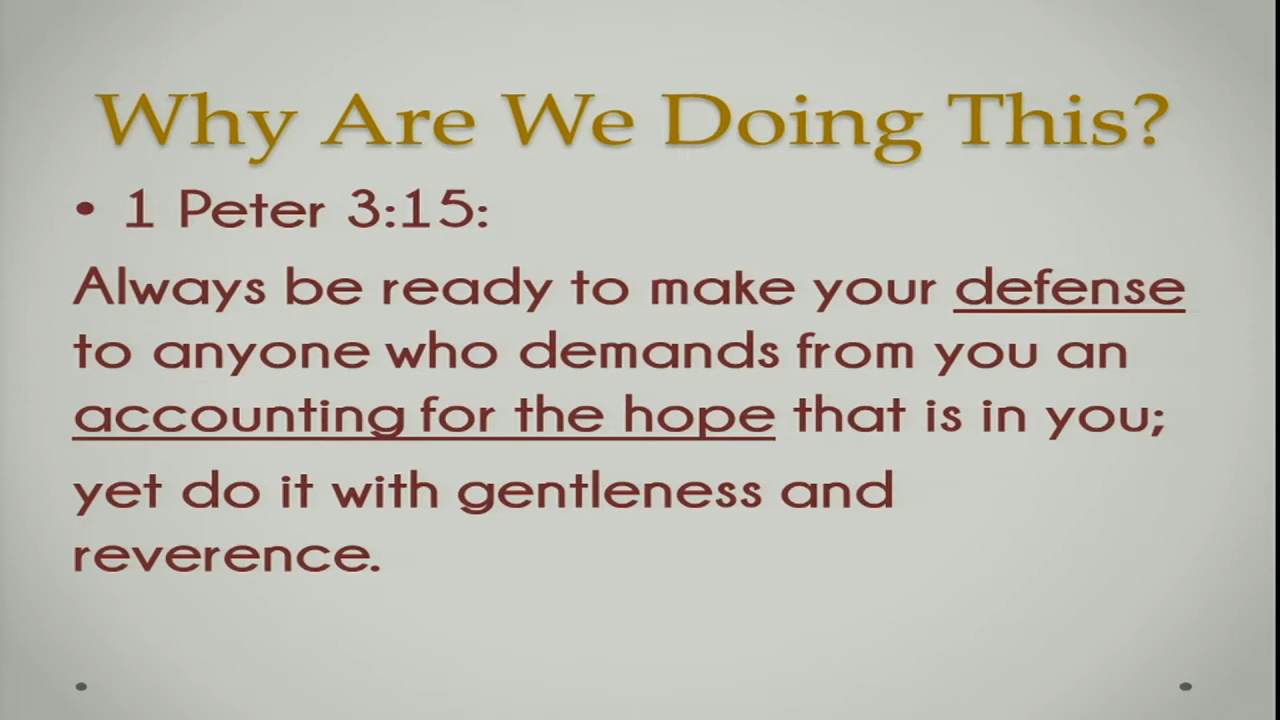 Why Are We Doing This?
• 1 Peter 3:15:
Always be ready to make your defense
to anyone who demands from you an
accounting for the hope that is in you;
yet do it with gentleness and
reverence.